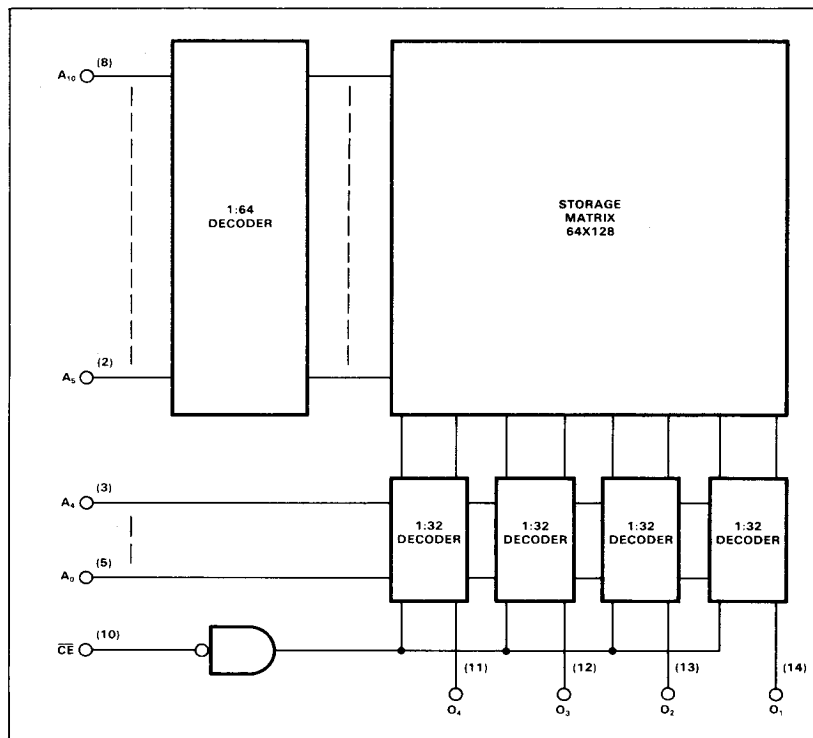 A₁₀ (8)
1:64
DECODER
STORAGE
MATRIX
64X128
A₅ (2)
A₄ (3)
1:32
DECODER
1:32
DECODER
1:32
DECODER
1:32
DECODER
A₀ (5)
C̅E̅ (10)
(11)
(12)
(13)
(14)
O₄
O₃
O₂
O₁